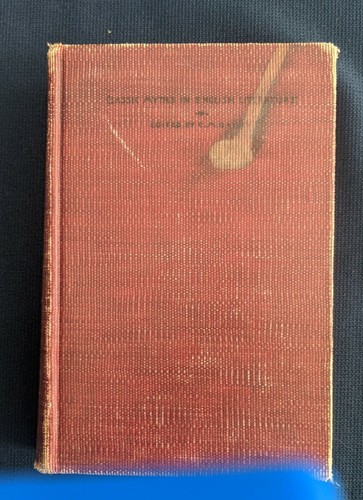 CLASSIC MYTHS IN ENGLISH LITERATURE
EDITED BY C. M.